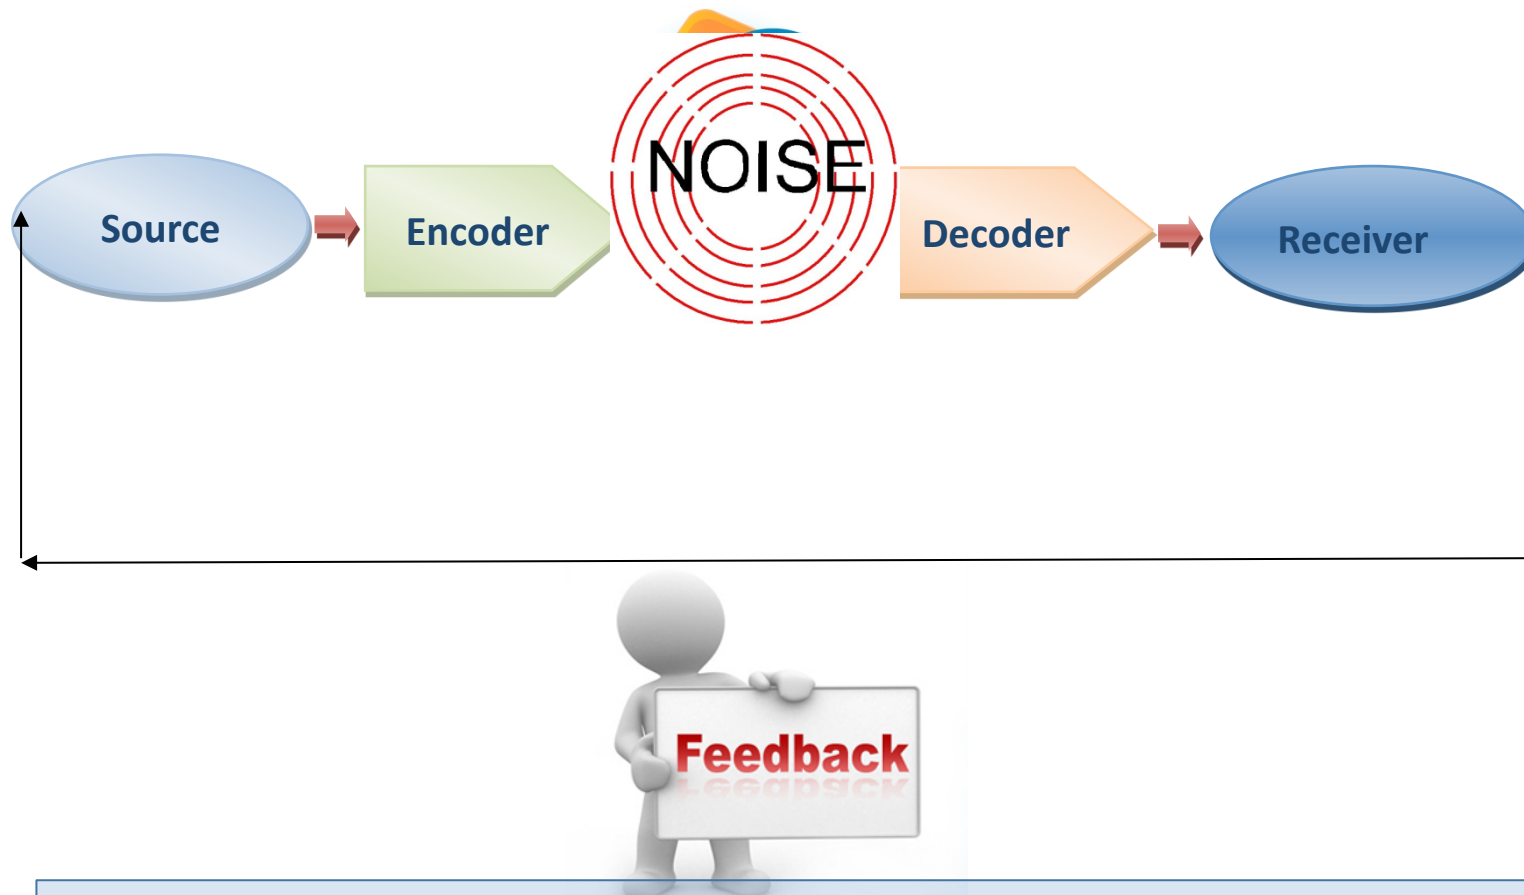 NOISE
Source
Encoder
Decoder
Receiver
Feedback